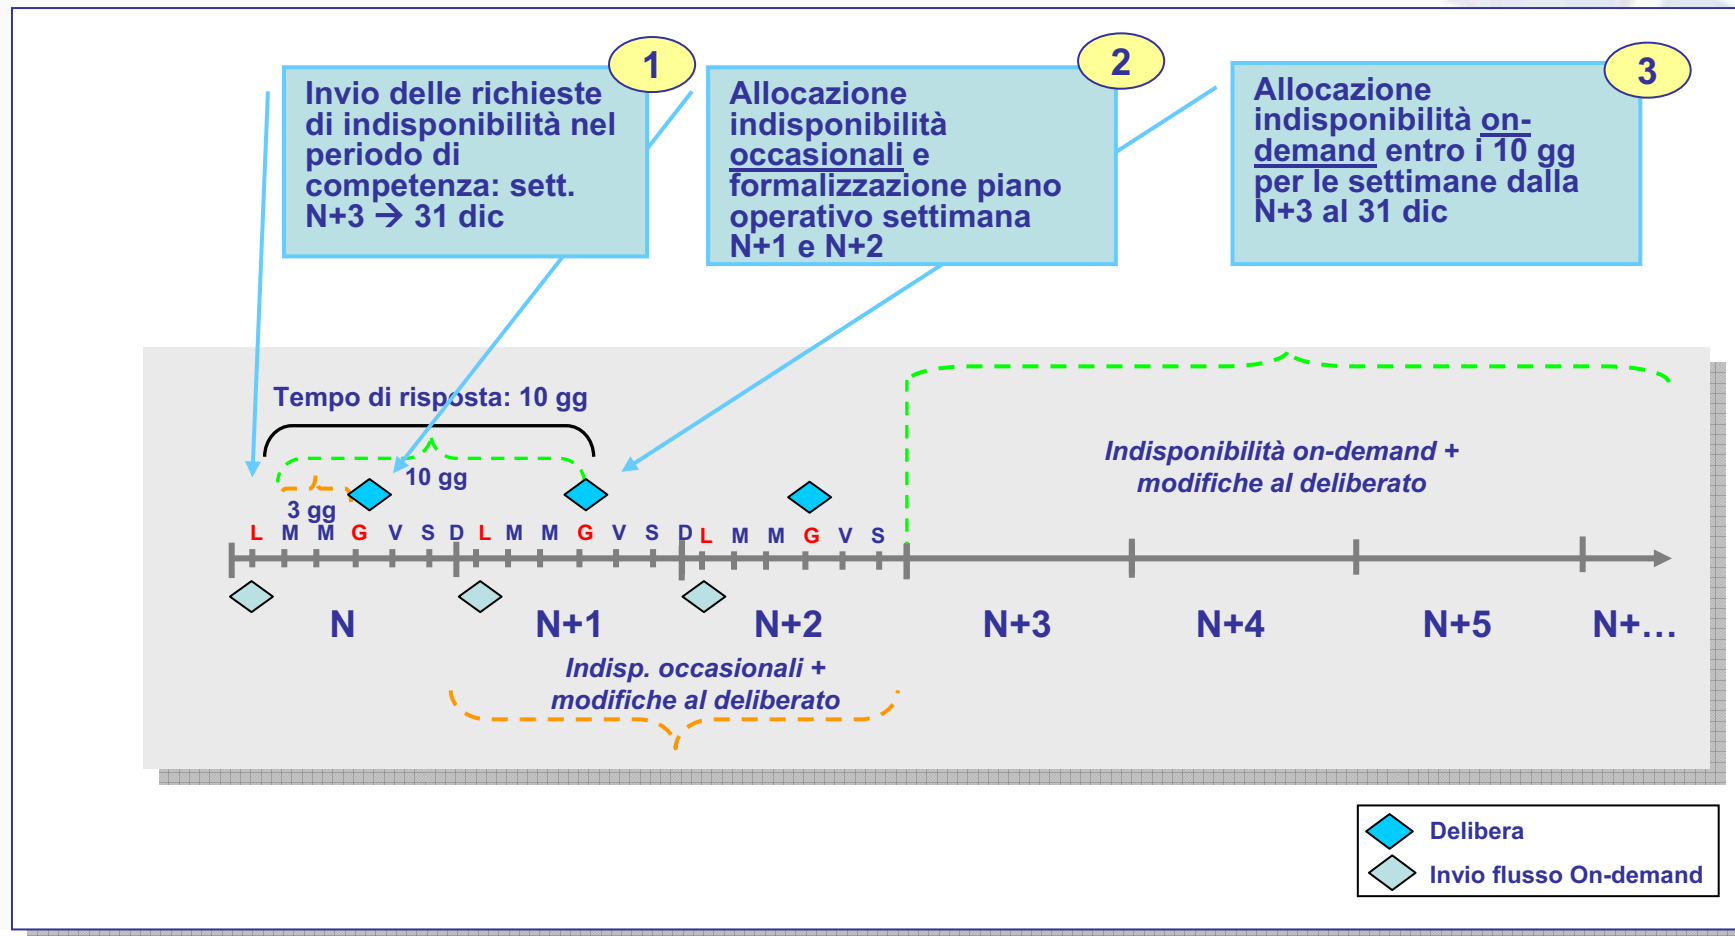 1
Invio delle richieste
di indisponibilità nel
periodo di
competenza: sett.
N+3 → 31 dic
2
Allocazione
indisponibilità
occasionali e
formalizzazione piano
operativo settimana
N+1 e N+2
3
Allocazione
indisponibilità on-
demand entro i 10 gg
per le settimane dalla
N+3 al 31 dic
Tempo di risposta: 10 gg
10 gg
3 gg
Indisponibilità on-demand +
modifiche al deliberato
L M M G V S D L M M G V S D L M M G V S
N N+1 N+2 N+3 N+4 N+5 N+...
Indisp. occasionali +
modifiche al deliberato
Delibera
Invio flusso On-demand